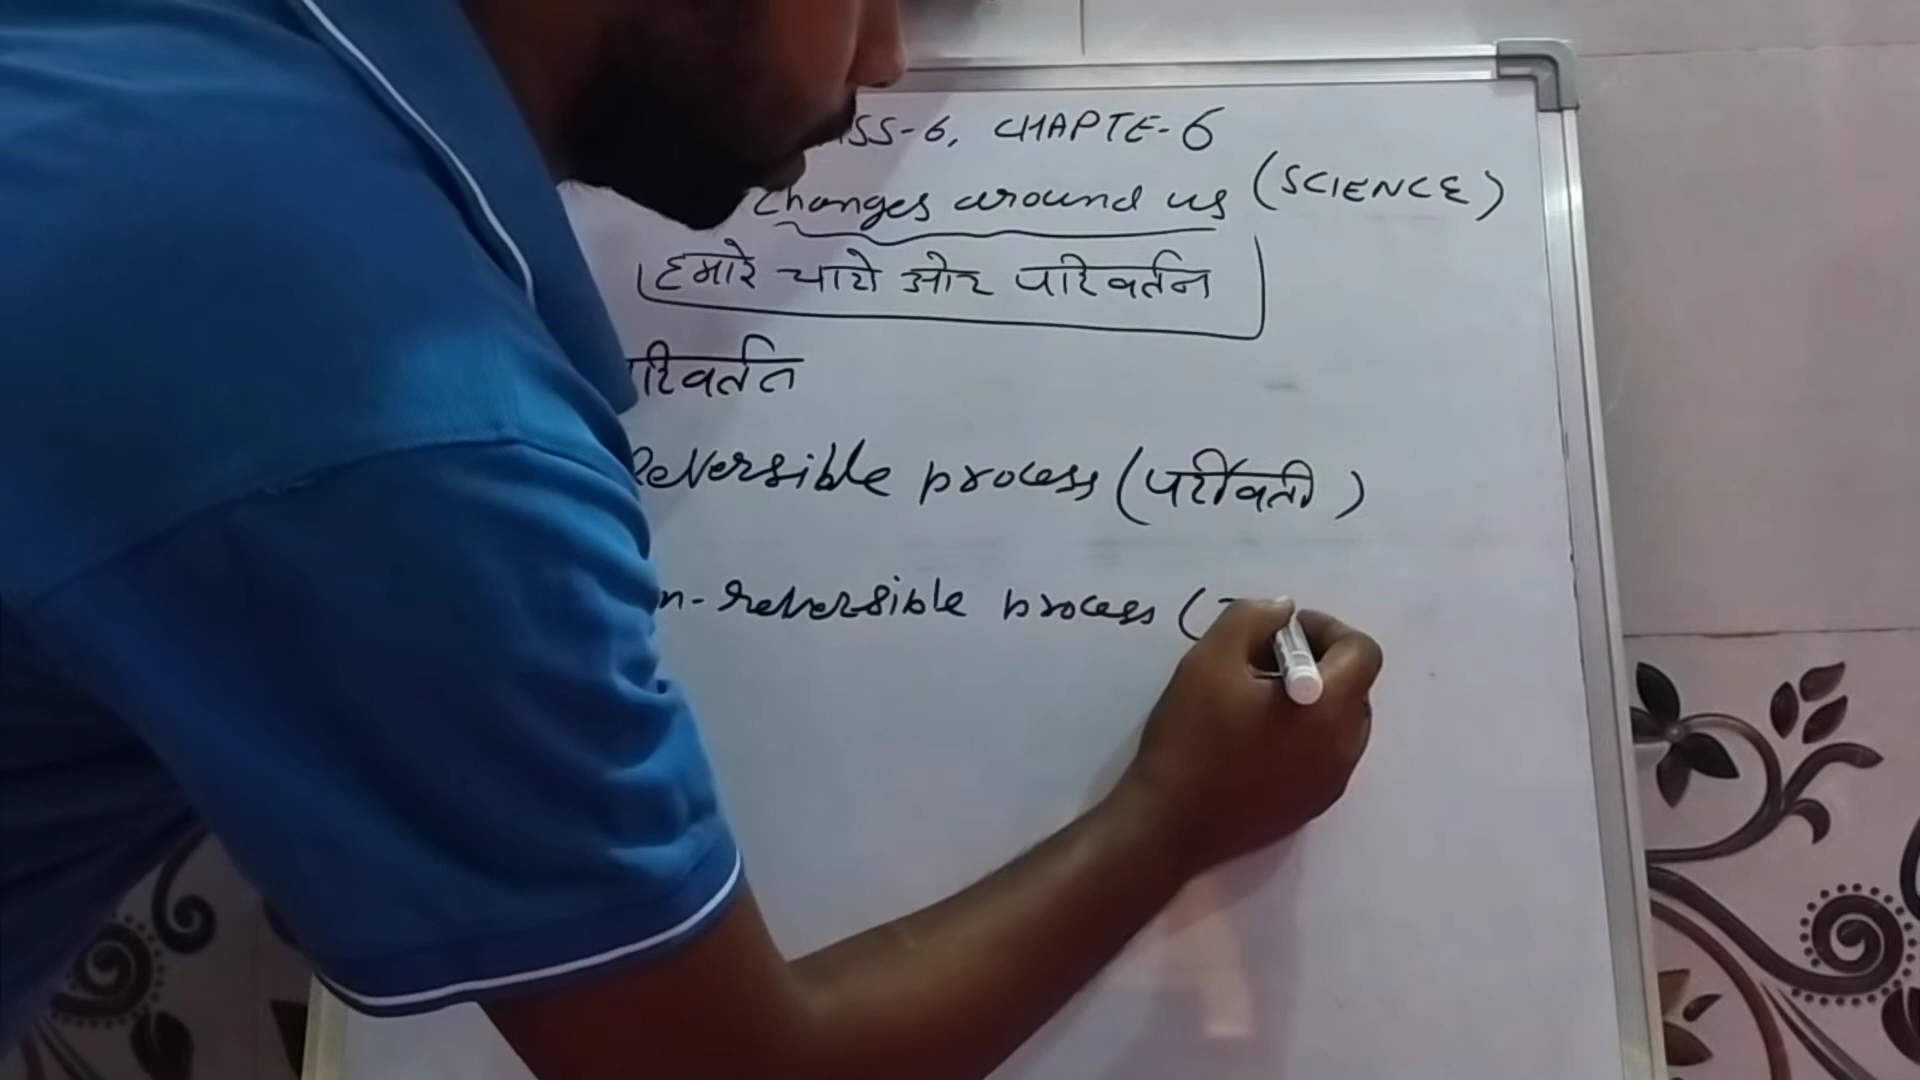 ASS-6, CHAPTE-6
changes around us (SCIENCE)
हमारे चारो ओर परिवर्तन
रिवर्तन
Reversible process (परीवर्ती)
n-reversible process (